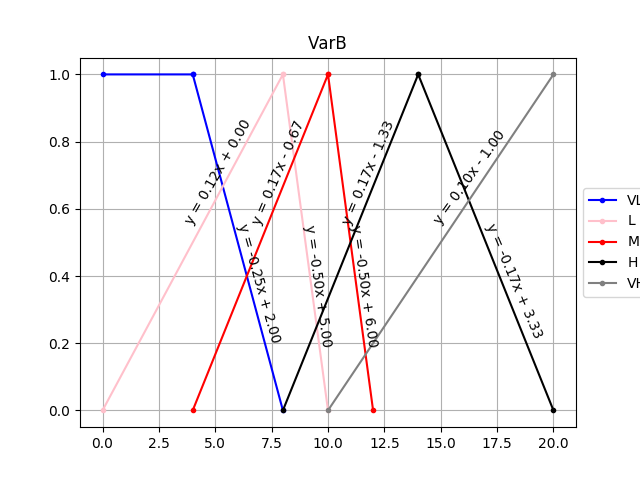 VarB
1.0
0.8
0.6
0.4
0.2
0.0
y = 0.12x + 0.00
y = -0.25x + 2.00
y = 0.17x - 0.67
y = -0.50x + 5.00
y = 0.17x - 1.33
y = -0.50x + 6.00
y = 0.10x - 1.00
y = -0.17x + 3.33
VL
L
M
H
VH
0.0 2.5 5.0 7.5 10.0 12.5 15.0 17.5 20.0